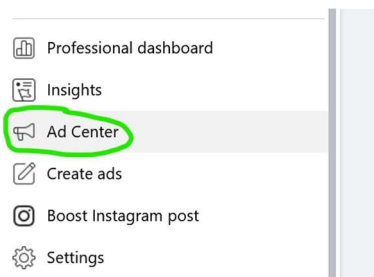 Professional dashboard
Insights
Ad Center
Create ads
Boost Instagram post
Settings